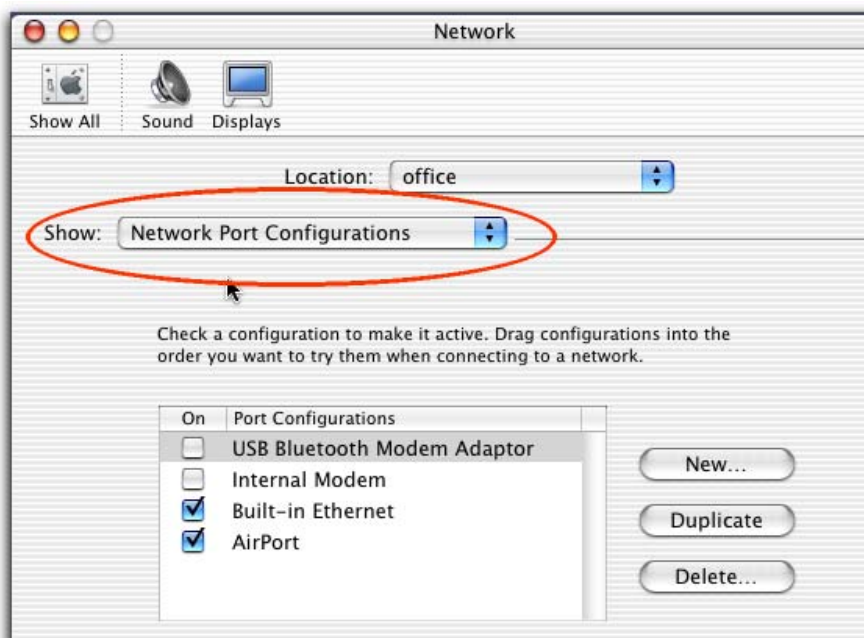 Network
Show All
Sound
Displays
Location: office
Show: Network Port Configurations
Check a configuration to make it active. Drag configurations into the
order you want to try them when connecting to a network.
On Port Configurations
USB Bluetooth Modem Adaptor
Internal Modem
Built-in Ethernet
AirPort
New...
Duplicate
Delete...